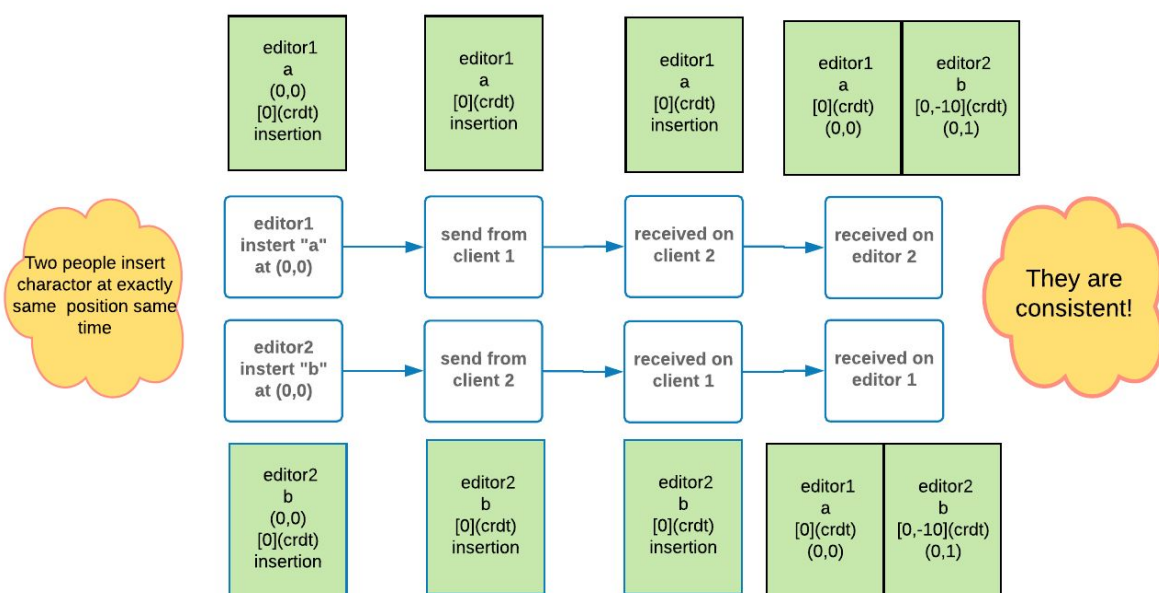 editor1
a
(0,0)
[0](crdt)
insertion
editor1
a
[0](crdt)
insertion
editor1
a
[0](crdt)
insertion
editor1
a
[0](crdt)
(0,0)
editor2
b
[0,-10](crdt)
(0,1)
Two people insert
charactor at exactly
same position same
time
editor1
instert "a"
at (0,0)
send from
client 1
received on
client 2
received on
editor 2
They are
consistent!
editor2
instert "b"
at (0,0)
send from
client 2
received on
client 1
received on
editor 1
editor2
b
(0,0)
[0](crdt)
insertion
editor2
b
[0](crdt)
insertion
editor2
b
[0](crdt)
insertion
editor1
a
[0](crdt)
(0,0)
editor2
b
[0,-10](crdt)
(0,1)